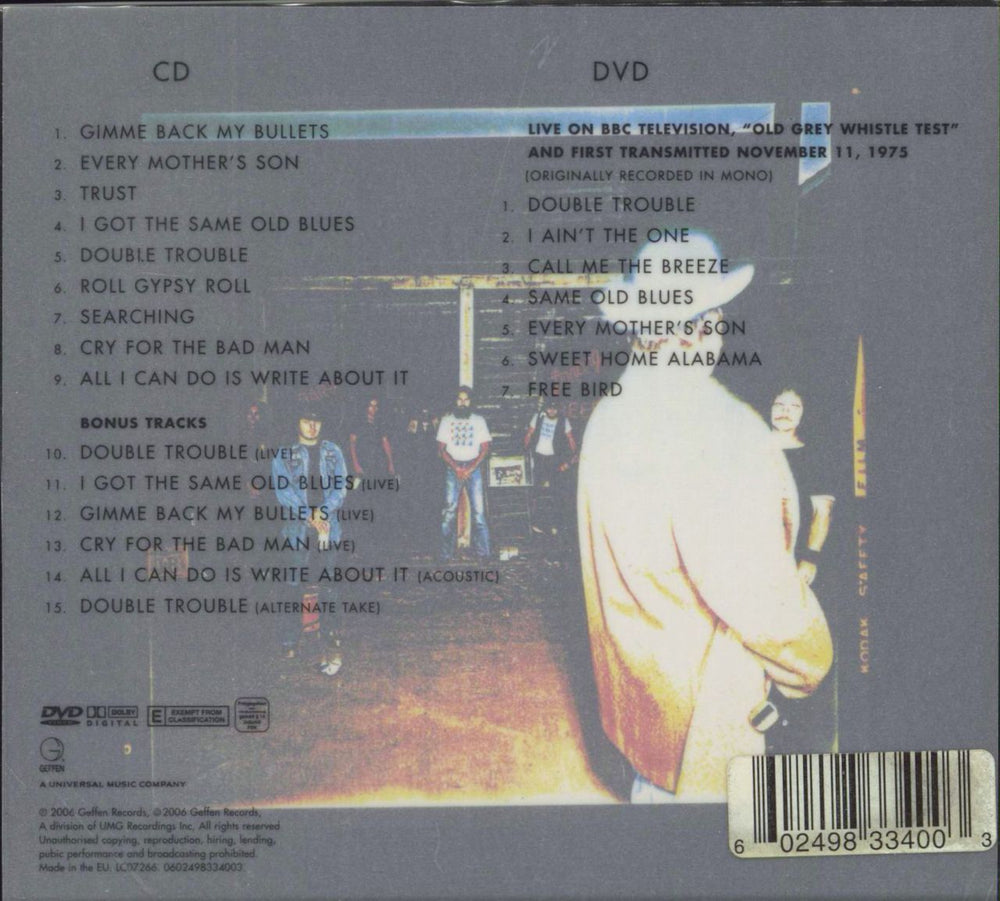 CD
1. GIMME BACK MY BULLETS
2. EVERY MOTHER'S SON
3. TRUST
4. I GOT THE SAME OLD BLUES
5. DOUBLE TROUBLE
6. ROLL GYPSY ROLL
7. SEARCHING
8. CRY FOR THE BAD MAN
9. ALL I CAN DO IS WRITE ABOUT IT
BONUS TRACKS
10. DOUBLE TROUBLE (LIVE)
11. I GOT THE SAME OLD BLUES (LIVE)
12. GIMME BACK MY BULLETS (LIVE)
13. CRY FOR THE BAD MAN (LIVE)
14. ALL I CAN DO IS WRITE ABOUT IT (ACOUSTIC)
15. DOUBLE TROUBLE (ALTERNATE TAKE)
DVD
LIVE ON BBC TELEVISION, "OLD GREY WHISTLE TEST"
AND FIRST TRANSMITTED NOVEMBER 11, 1975
(ORIGINALLY RECORDED IN MONO)
1. DOUBLE TROUBLE
2. I AIN'T THE ONE
3. CALL ME THE BREEZE
4. SAME OLD BLUES
5. EVERY MOTHER'S SON
6. SWEET HOME ALABAMA
7. FREE BIRD
KODAK SAFETY FILM
DVD
VIDEO
DOLBY
DIGITAL
E EXEMPT FROM
CLASSIFICATION
GEFFEN
A UNIVERSAL MUSIC COMPANY
℗ 2006 Geffen Records, © 2006 Geffen Records,
A division of UMG Recordings Inc. All rights reserved
Unauthorised copying, reproduction, hiring, lending,
pubic performance and broadcasting prohibited.
Made in the EU. LC07266. 0602498334003
6 02498 33400 3